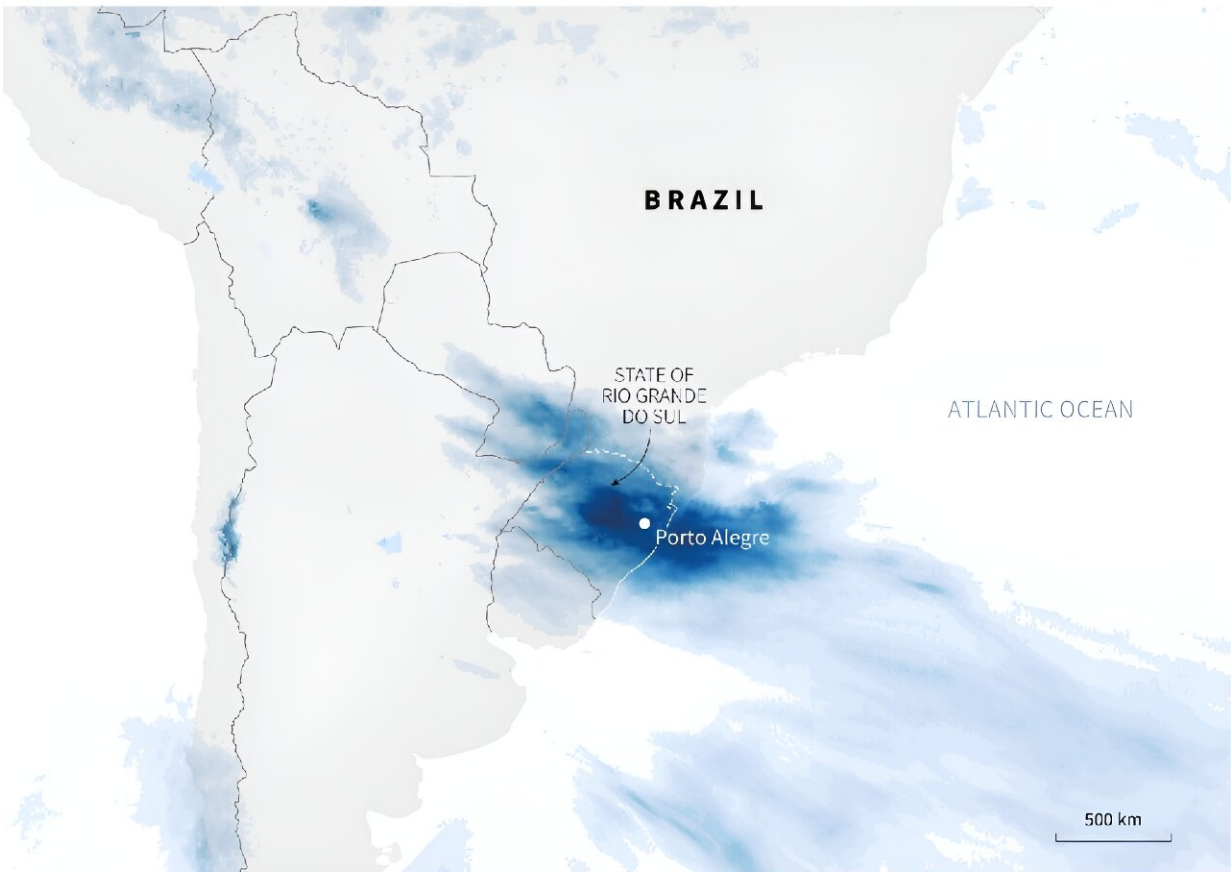 BRAZIL
STATE OF
RIO GRANDE
DO SUL
ATLANTIC OCEAN
Porto Alegre
500 km